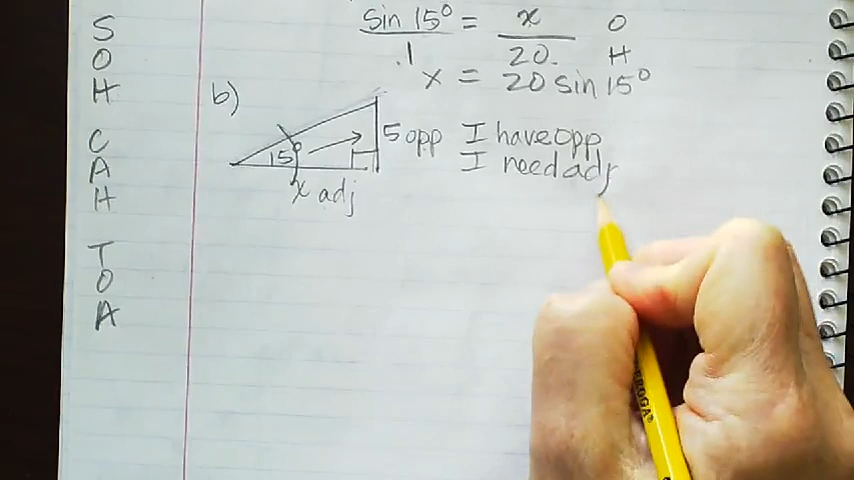 S
O
H
C
A
H
T
O
A
sin 15° = x O
.1 20. H
x = 20 sin 15°
b)
15°
5 opp I have opp
I need adj
x adj